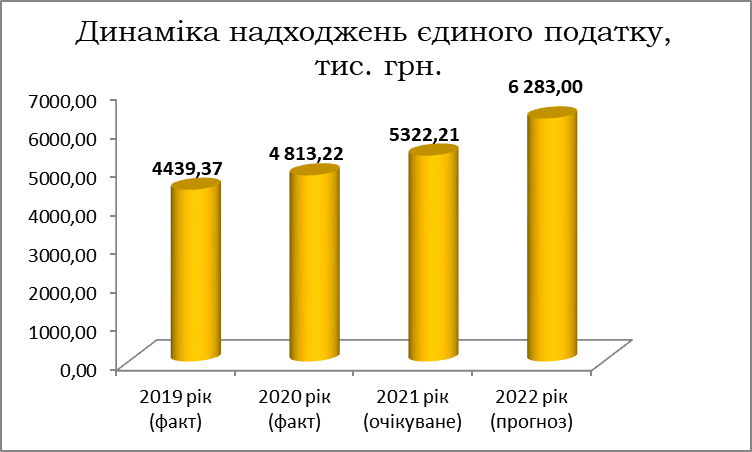 Динаміка надходжень єдиного податку,
тис. грн.
7000,00
6000,00
5000,00
4000,00
3000,00
2000,00
1000,00
0,00
4439,37
4 813,22
5322,21
6 283,00
2019 рік
(факт)
2020 рік
(факт)
2021 рік
(очікуване)
2022 рік
(прогноз)